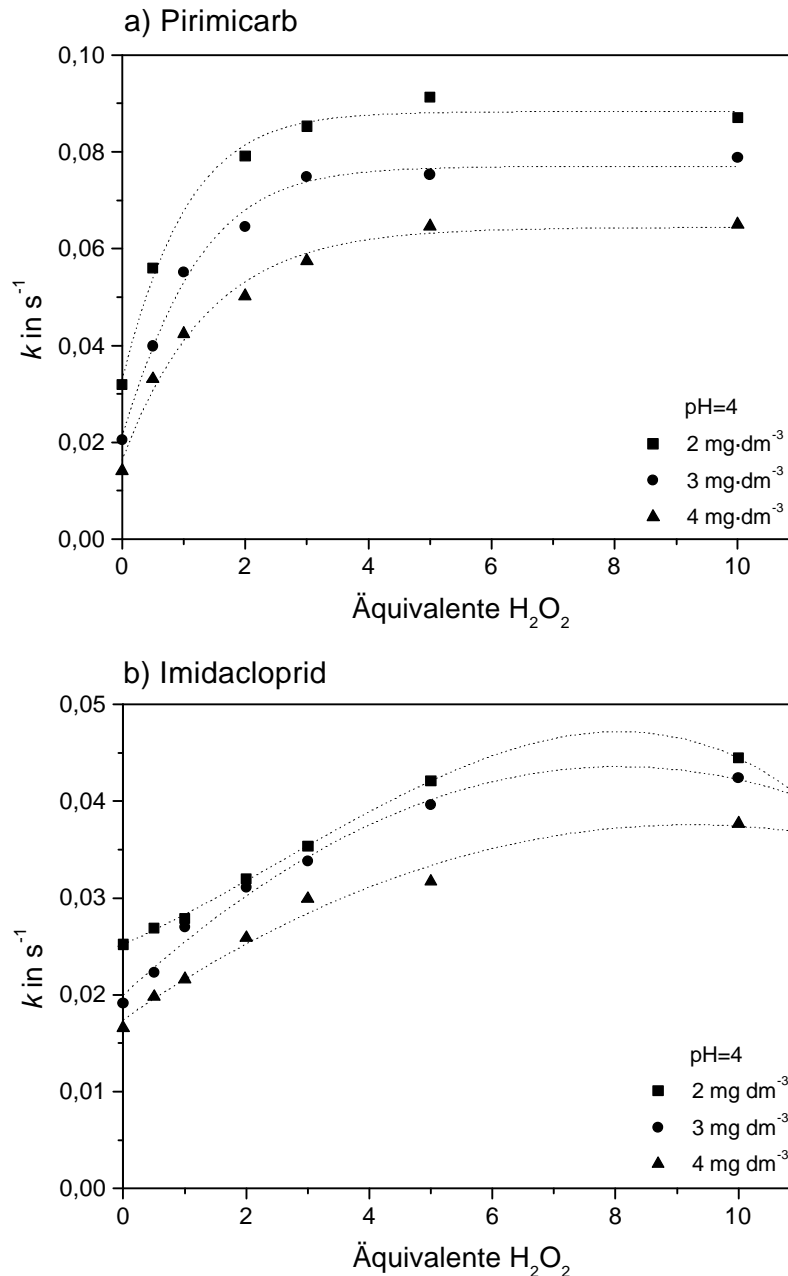 a) Pirimicarb
0,10
0,08
0,06
0,04
0,02
0,00
k in s⁻¹
pH=4
2 mg·dm⁻³
3 mg·dm⁻³
4 mg·dm⁻³
0 2 4 6 8 10
Äquivalente H₂O₂
b) Imidacloprid
0,05
0,04
0,03
0,02
0,01
0,00
k in s⁻¹
pH=4
2 mg dm⁻³
3 mg dm⁻³
4 mg dm⁻³
0 2 4 6 8 10
Äquivalente H₂O₂